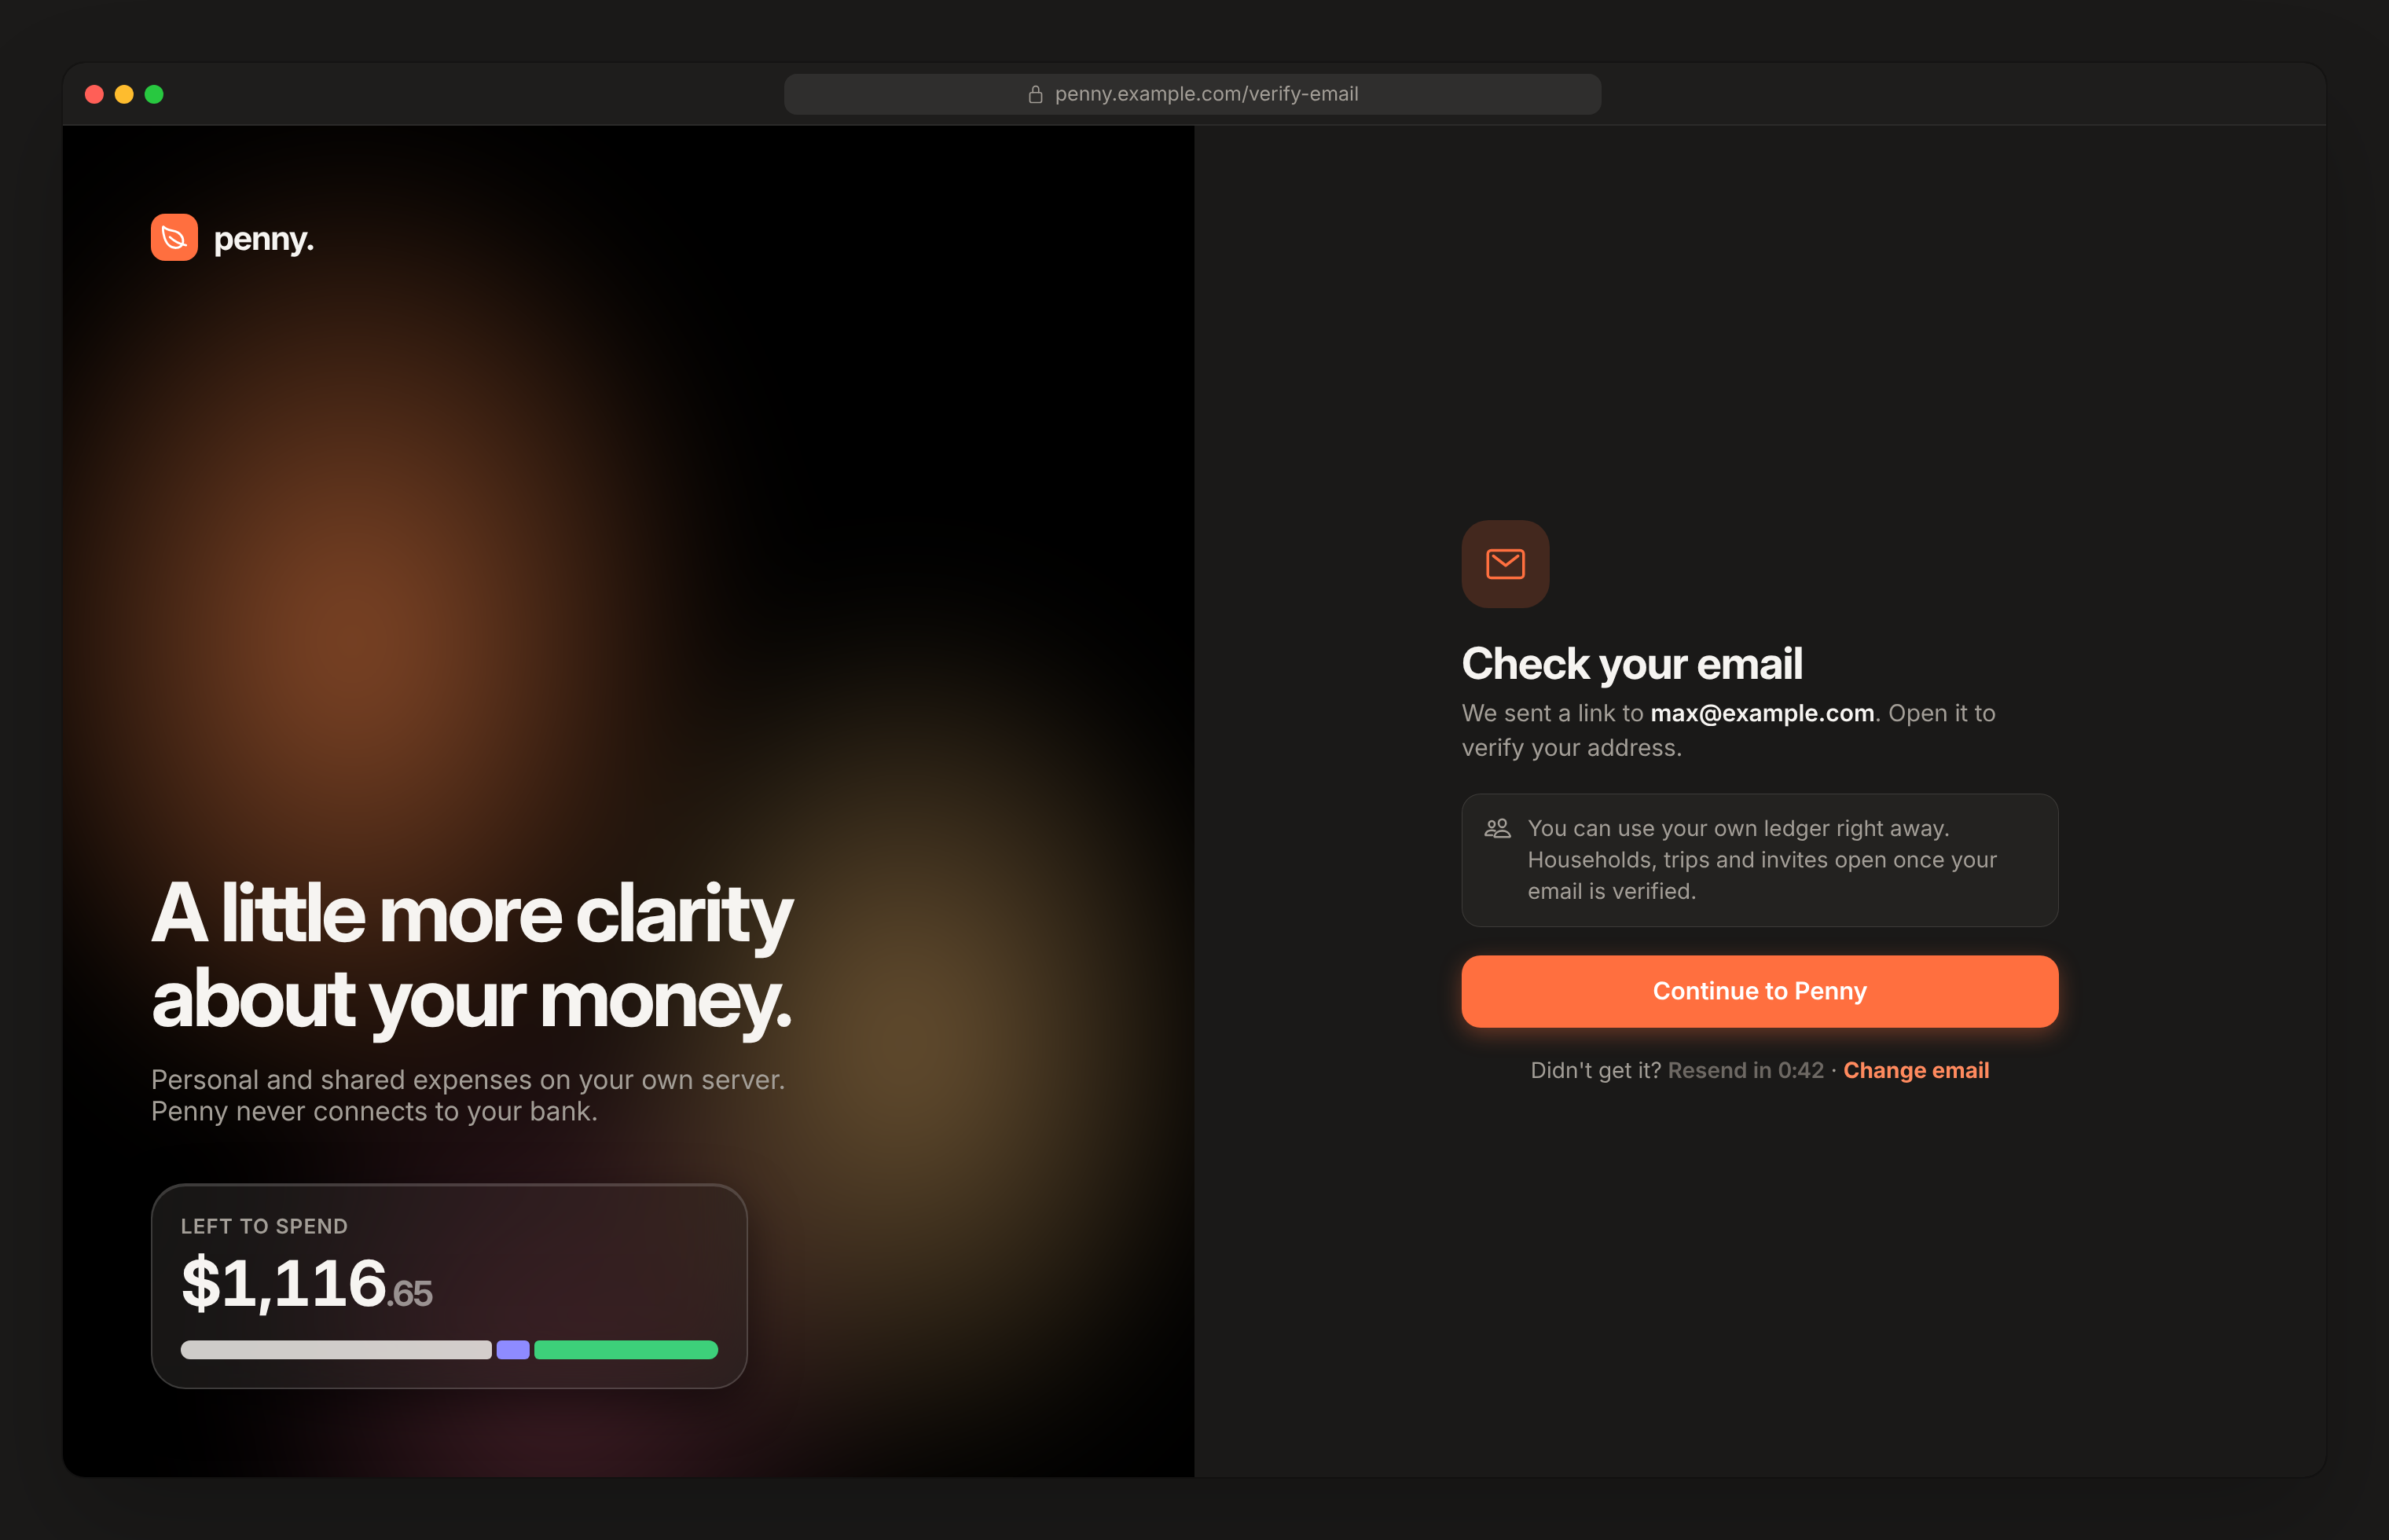 penny.example.com/verify-email
penny.
A little more clarity
about your money.
Personal and shared expenses on your own server.
Penny never connects to your bank.
LEFT TO SPEND
$1,116.65
Check your email
We sent a link to max@example.com. Open it to
verify your address.
You can use your own ledger right away.
Households, trips and invites open once your
email is verified.
Continue to Penny
Didn't get it? Resend in 0:42 · Change email